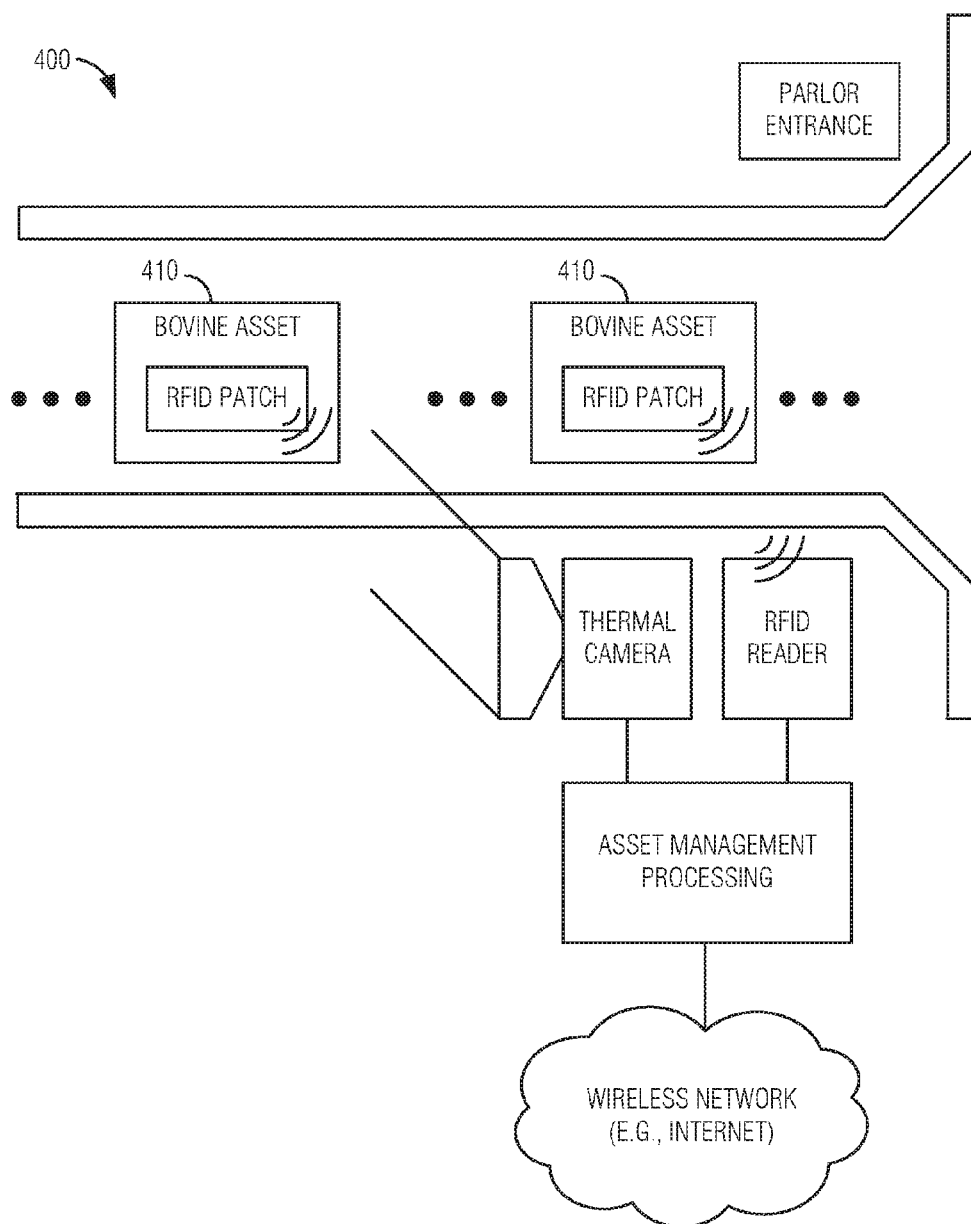 400
PARLOR
ENTRANCE
410
410
BOVINE ASSET
BOVINE ASSET
RFID PATCH
RFID PATCH
THERMAL
CAMERA
RFID
READER
ASSET MANAGEMENT
PROCESSING
WIRELESS NETWORK
(E.G., INTERNET)